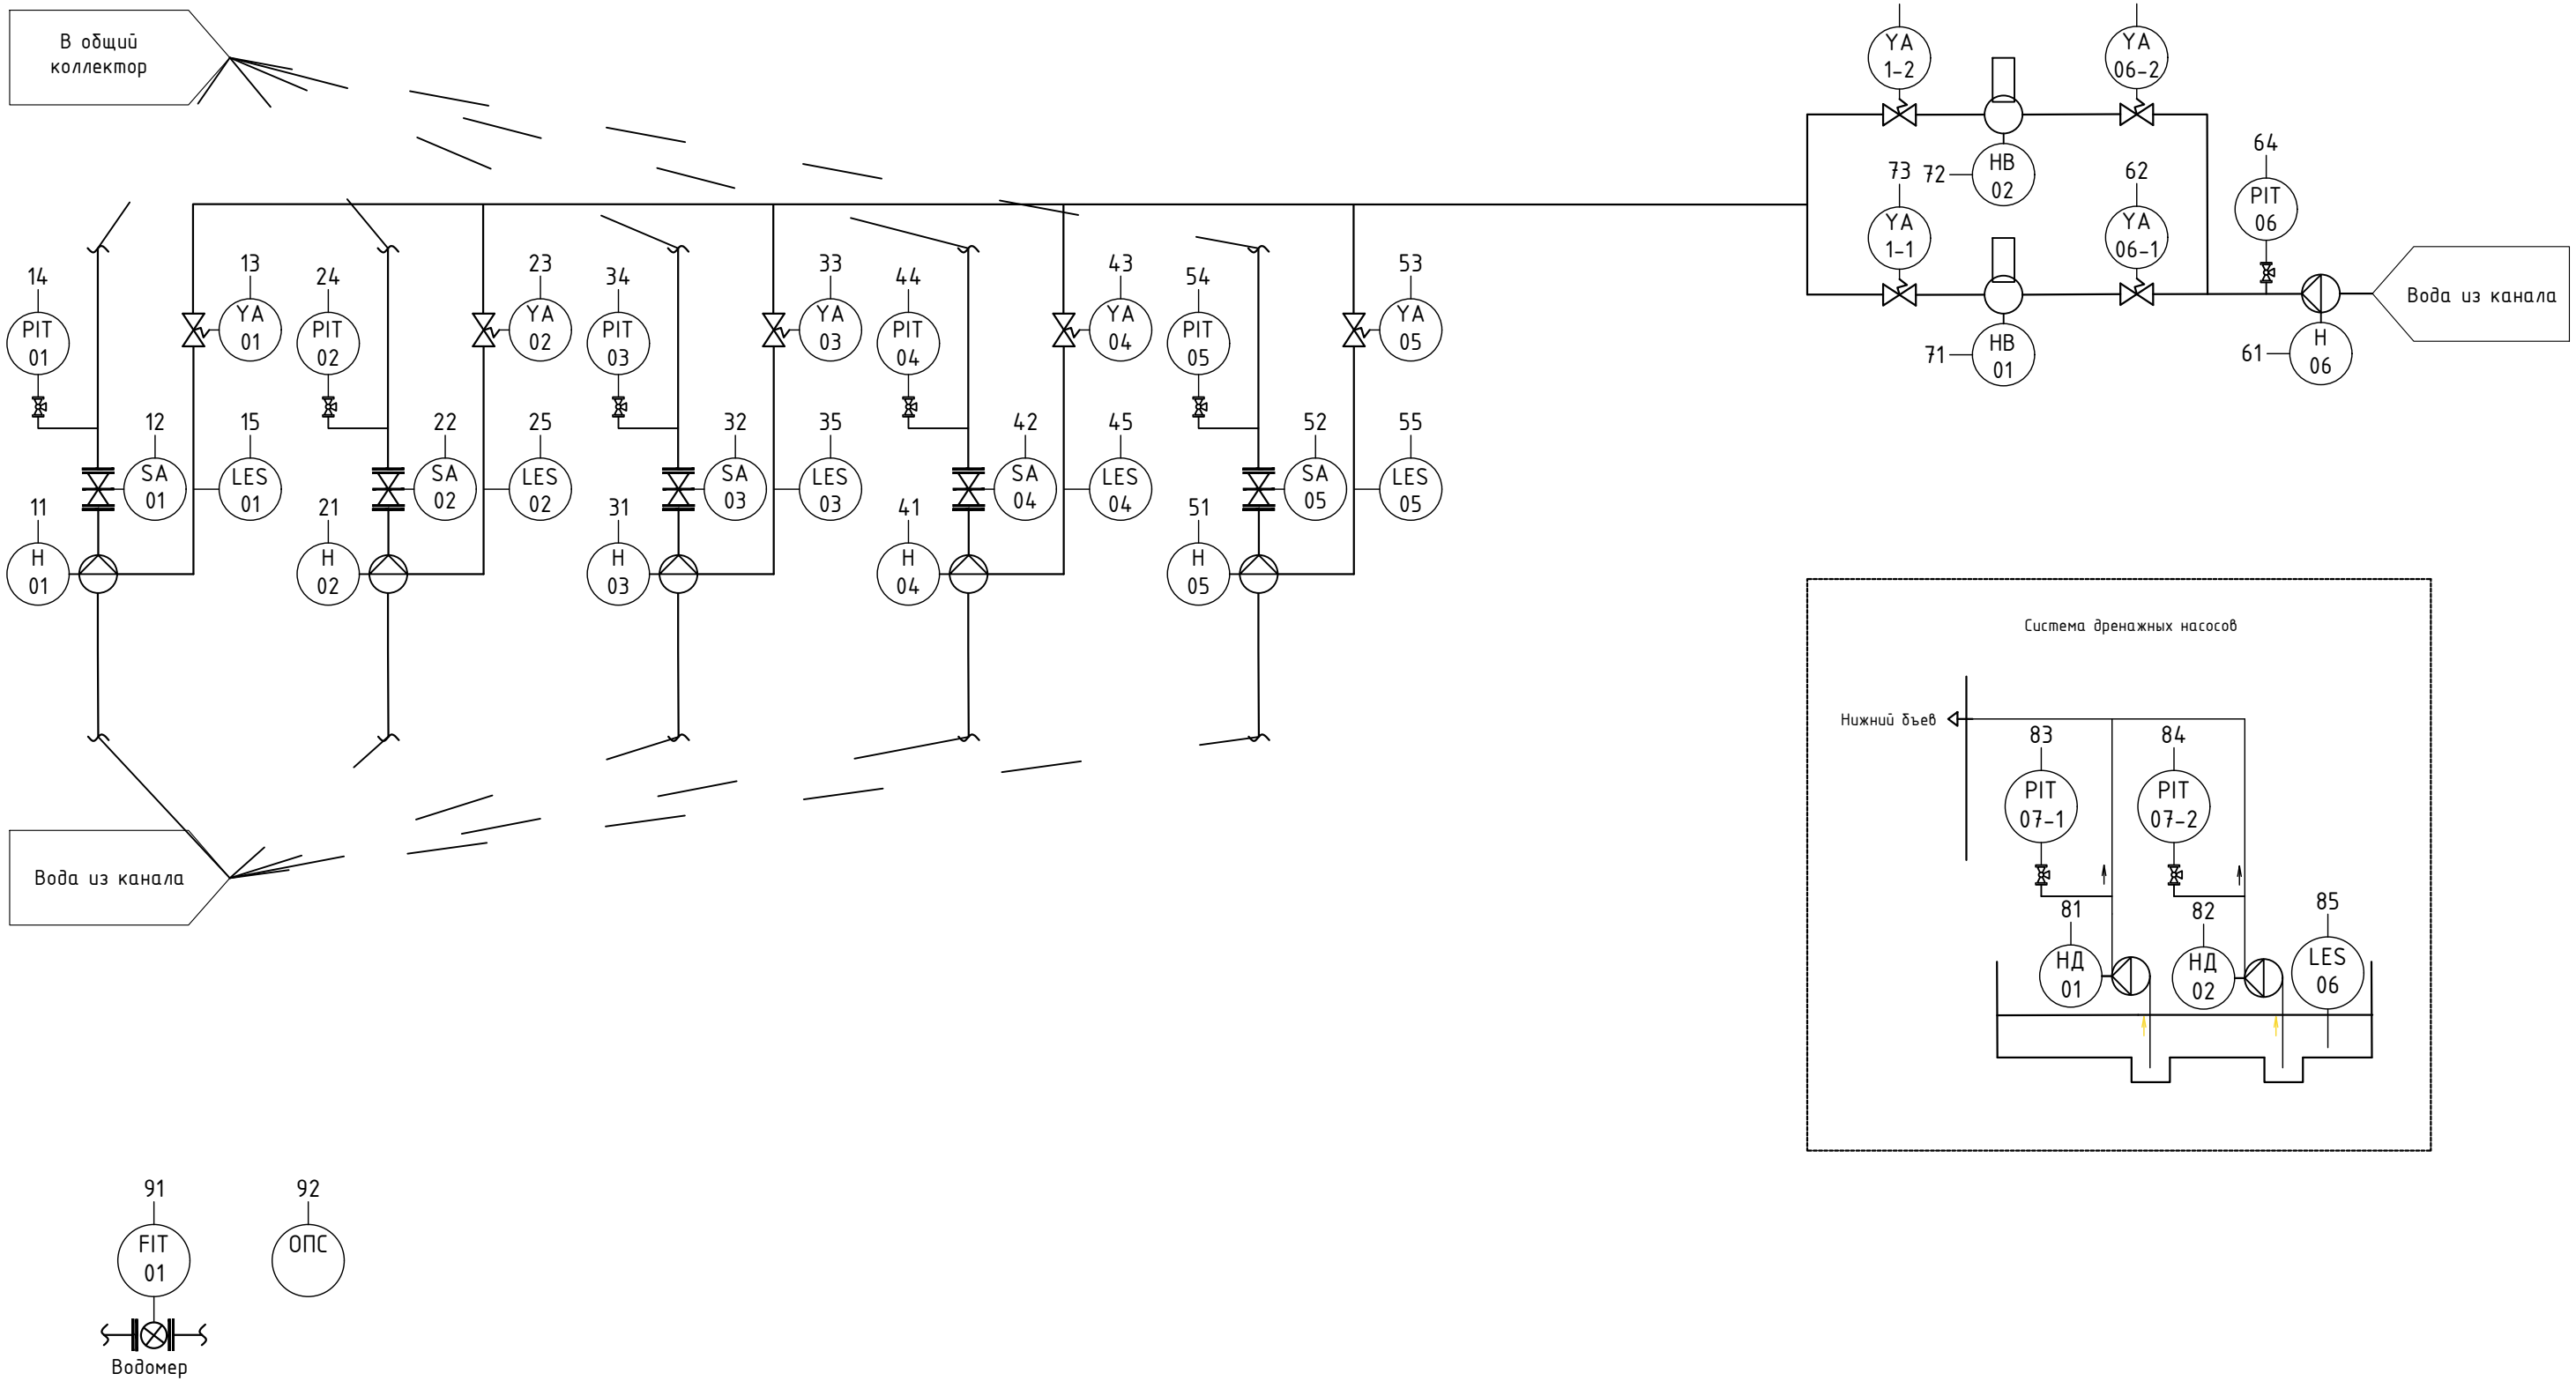 В общий
коллектор
YA
1-2
YA
06-2
HB
02
72
73
YA
1-1
62
YA
06-1
64
PIT
06
HB
01
71
H
06
61
Вода из канала
14
PIT
01
13
YA
01
24
PIT
02
23
YA
02
34
PIT
03
33
YA
03
44
PIT
04
43
YA
04
54
PIT
05
53
YA
05
12
SA
01
15
LES
01
22
SA
02
25
LES
02
32
SA
03
35
LES
03
42
SA
04
45
LES
04
52
SA
05
55
LES
05
11
H
01
21
H
02
31
H
03
41
H
04
51
H
05
Вода из канала
Система дренажных насосов
Нижний бъев
83
PIT
07-1
84
PIT
07-2
81
НД
01
82
НД
02
85
LES
06
91
FIT
01
Водомер
92
ОПС